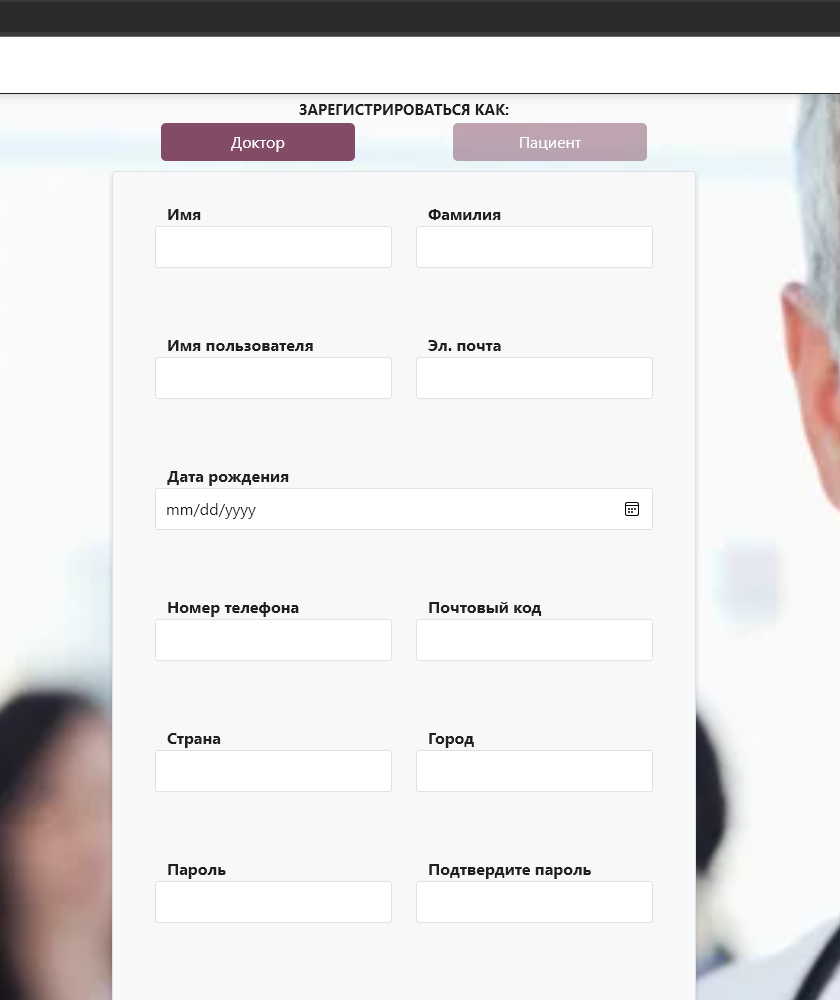 ЗАРЕГИСТРИРОВАТЬСЯ КАК:
Доктор Пациент
Имя Фамилия
Имя пользователя Эл. почта
Дата рождения
mm/dd/yyyy
Номер телефона Почтовый код
Страна Город
Пароль Подтвердите пароль